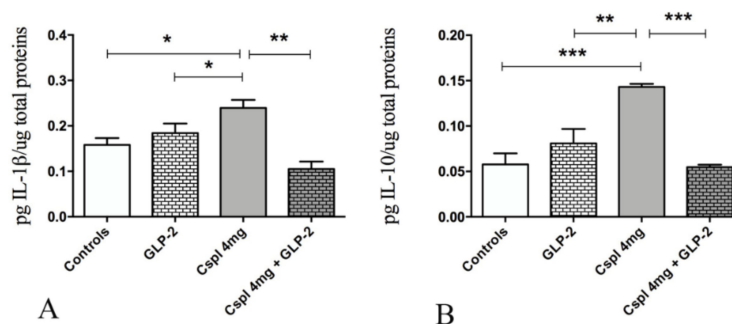 pg IL-1β/ug total proteins
0.4
0.3
0.2
0.1
0.0
*
**
*
Controls
GLP-2
Cspl 4mg
Cspl 4mg + GLP-2
A
pg IL-10/ug total proteins
0.20
0.15
0.10
0.05
0.00
**
***
***
Controls
GLP-2
Cspl 4mg
Cspl 4mg + GLP-2
B